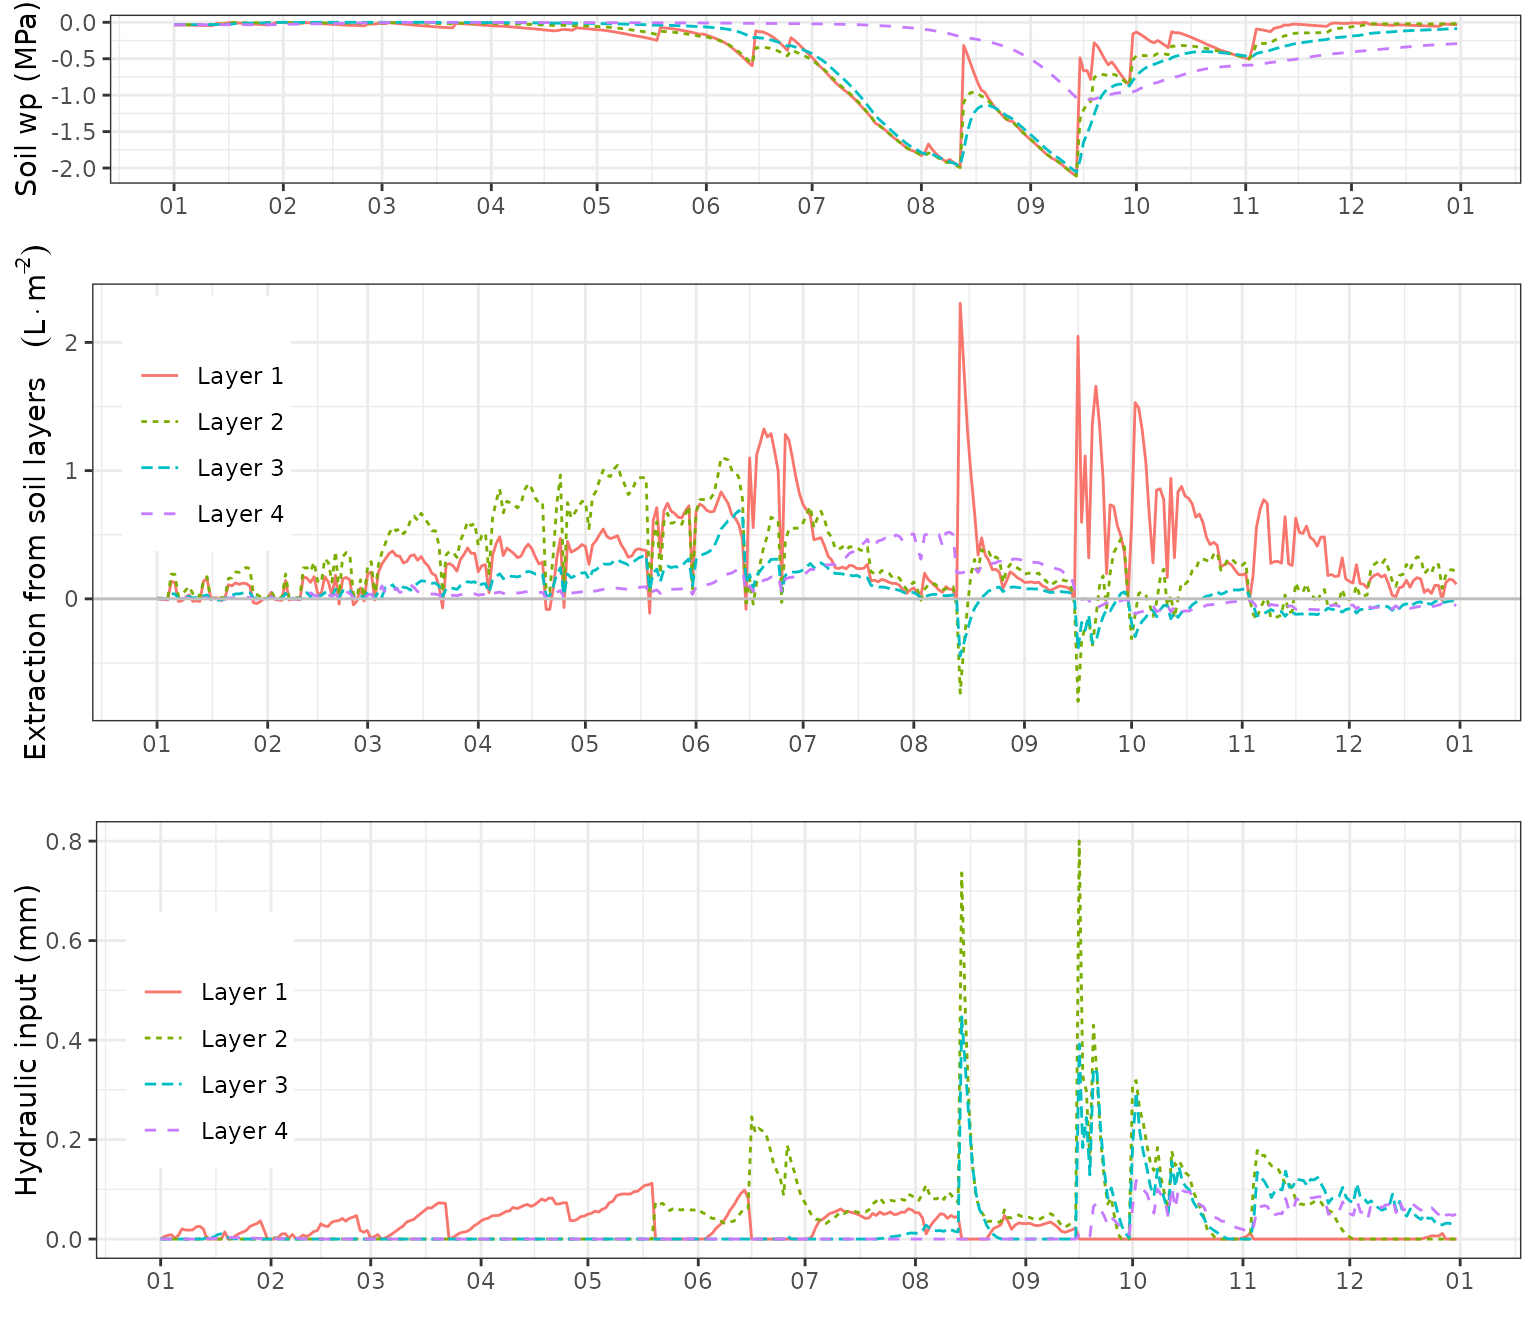 Soil wp (MPa)
0.0
-0.5
-1.0
-1.5
-2.0
01 02 03 04 05 06 07 08 09 10 11 12 01
Extraction from soil layers (L·m⁻²)
2
1
0
Layer 1
Layer 2
Layer 3
Layer 4
01 02 03 04 05 06 07 08 09 10 11 12 01
Hydraulic input (mm)
0.8
0.6
0.4
0.2
0.0
Layer 1
Layer 2
Layer 3
Layer 4
01 02 03 04 05 06 07 08 09 10 11 12 01